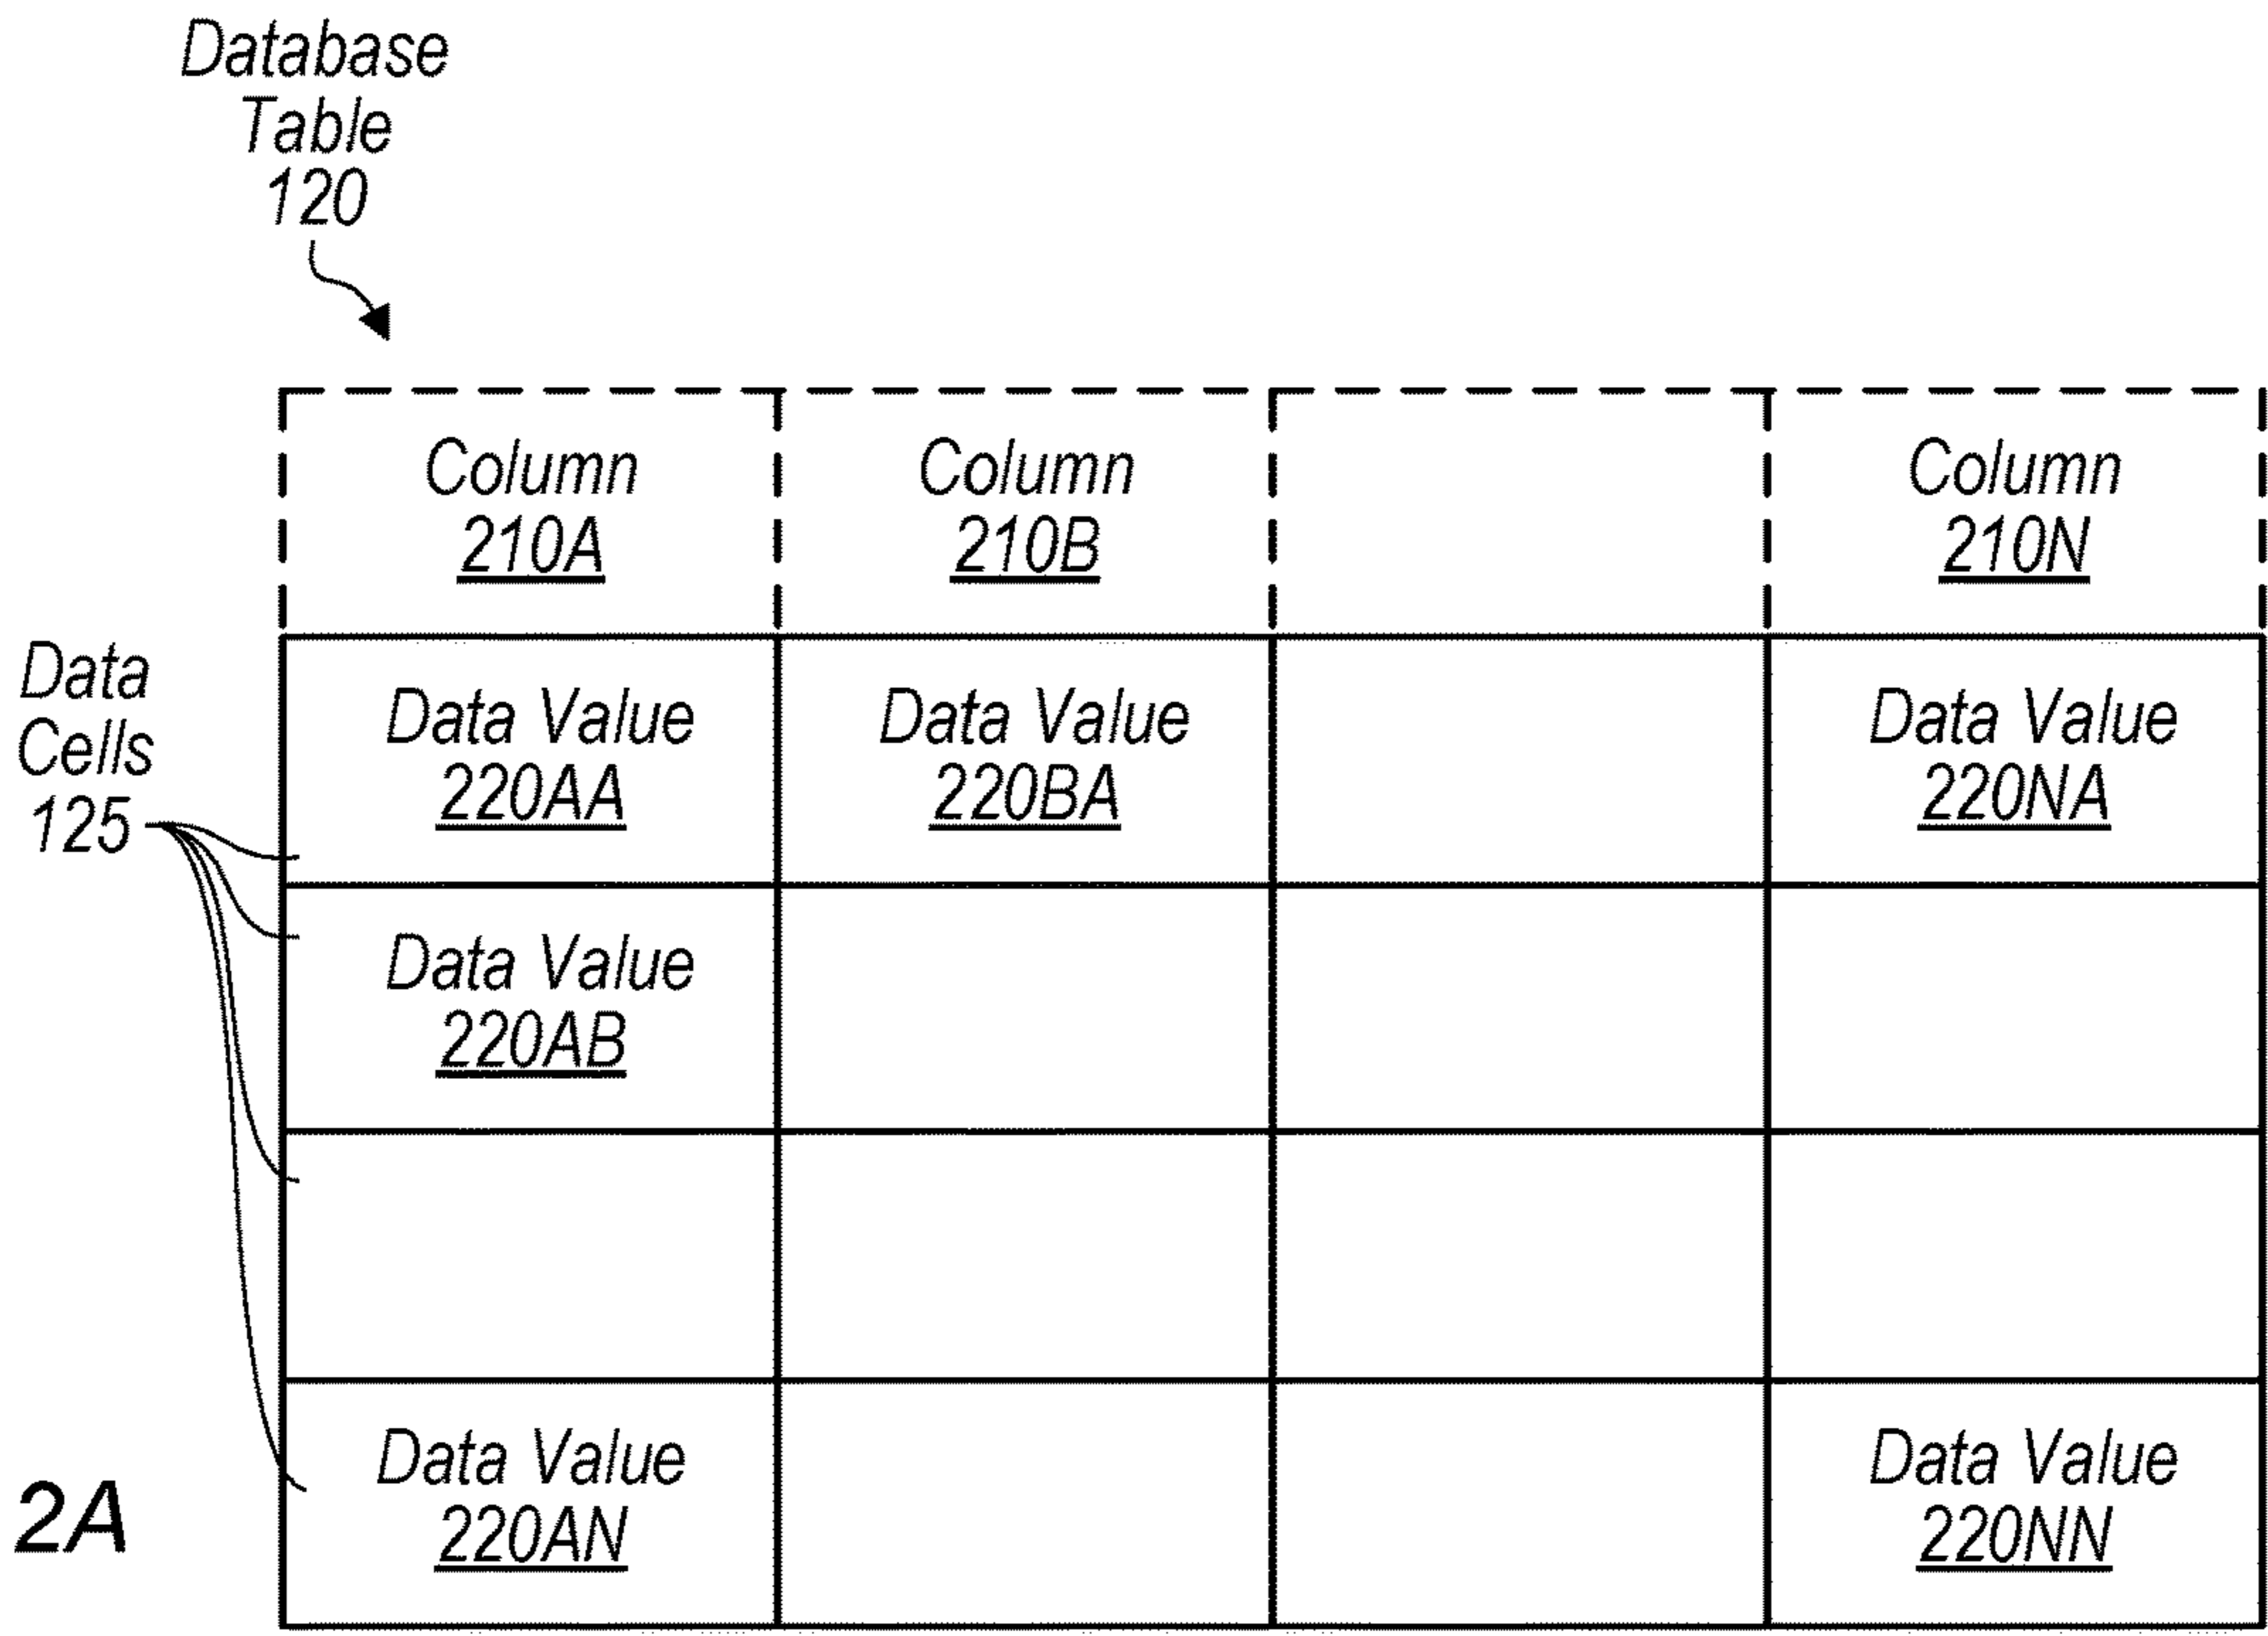 Database
Table
120
Column
210A
Column
210B
Column
210N
Data
Cells
125
Data Value
220AA
Data Value
220BA
Data Value
220NA
Data Value
220AB
Data Value
220AN
Data Value
220NN
2A